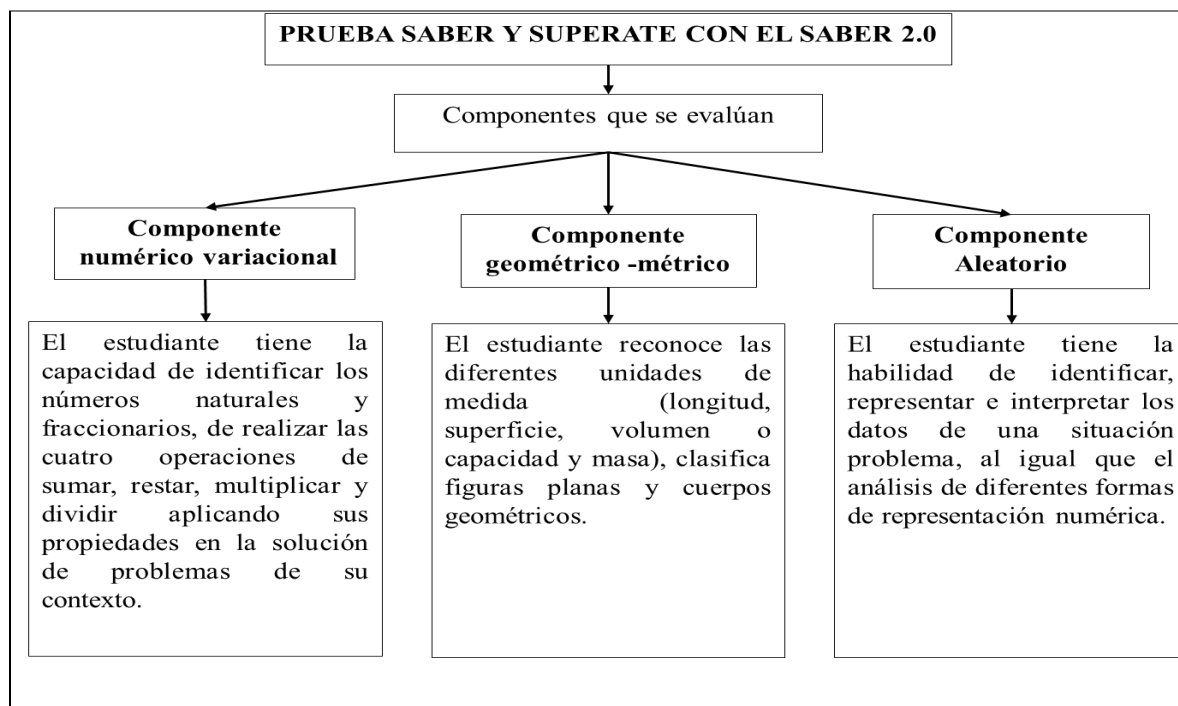 PRUEBA SABER Y SUPERATE CON EL SABER 2.0
Componentes que se evalúan
Componente
numérico variacional
El estudiante tiene la
capacidad de identificar los
números naturales y
fraccionarios, de realizar las
cuatro operaciones de
sumar, restar, multiplicar y
dividir aplicando sus
propiedades en la solución
de problemas de su
contexto.
Componente
geométrico -métrico
El estudiante reconoce las
diferentes unidades de
medida (longitud,
superficie, volumen o
capacidad y masa), clasifica
figuras planas y cuerpos
geométricos.
Componente
Aleatorio
El estudiante tiene la
habilidad de identificar,
representar e interpretar los
datos de una situación
problema, al igual que el
análisis de diferentes formas
de representación numérica.